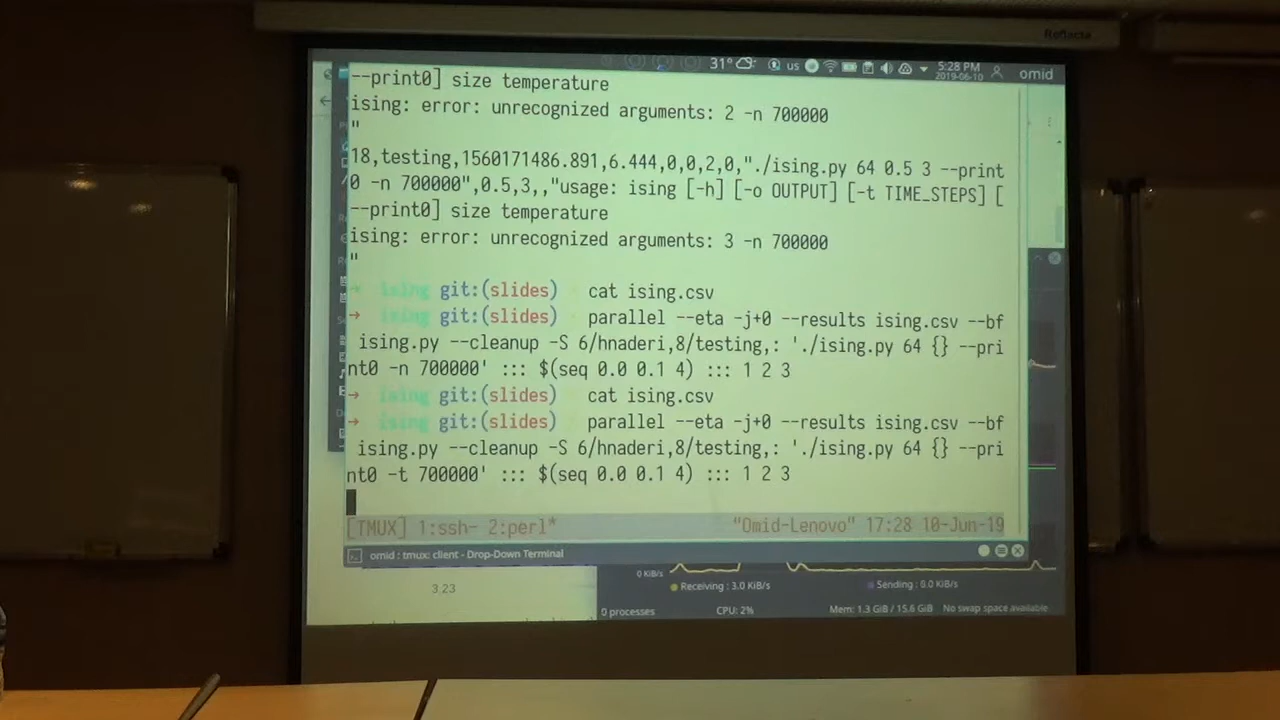 Reflecta
31° us 5:28 PM
2019-06-10 omid
--print0] size temperature
ising: error: unrecognized arguments: 2 -n 700000
"
18,testing,1560171486.891,6.444,0,0,2,0,"./ising.py 64 0.5 3 --print
0 -n 700000",0.5,3,,"usage: ising [-h] [-o OUTPUT] [-t TIME_STEPS] [
--print0] size temperature
ising: error: unrecognized arguments: 3 -n 700000
"
→ ising git:(slides) cat ising.csv
→ ising git:(slides) parallel --eta -j+0 --results ising.csv --bf
ising.py --cleanup -S 6/hnaderi,8/testing,: './ising.py 64 {} --pri
nt0 -n 700000' ::: $(seq 0.0 0.1 4) ::: 1 2 3
→ ising git:(slides) cat ising.csv
→ ising git:(slides) parallel --eta -j+0 --results ising.csv --bf
ising.py --cleanup -S 6/hnaderi,8/testing,: './ising.py 64 {} --pri
nt0 -t 700000' ::: $(seq 0.0 0.1 4) ::: 1 2 3
[TMUX] 1:ssh- 2:perl* "Omid-Lenovo" 17:28 10-Jun-19
omid : tmux: client - Drop-Down Terminal
0 KiB/s
3.23
Receiving : 3.0 KiB/s Sending : 0.0 KiB/s
0 processes CPU: 2% Mem: 1.3 GiB / 15.6 GiB No swap space available